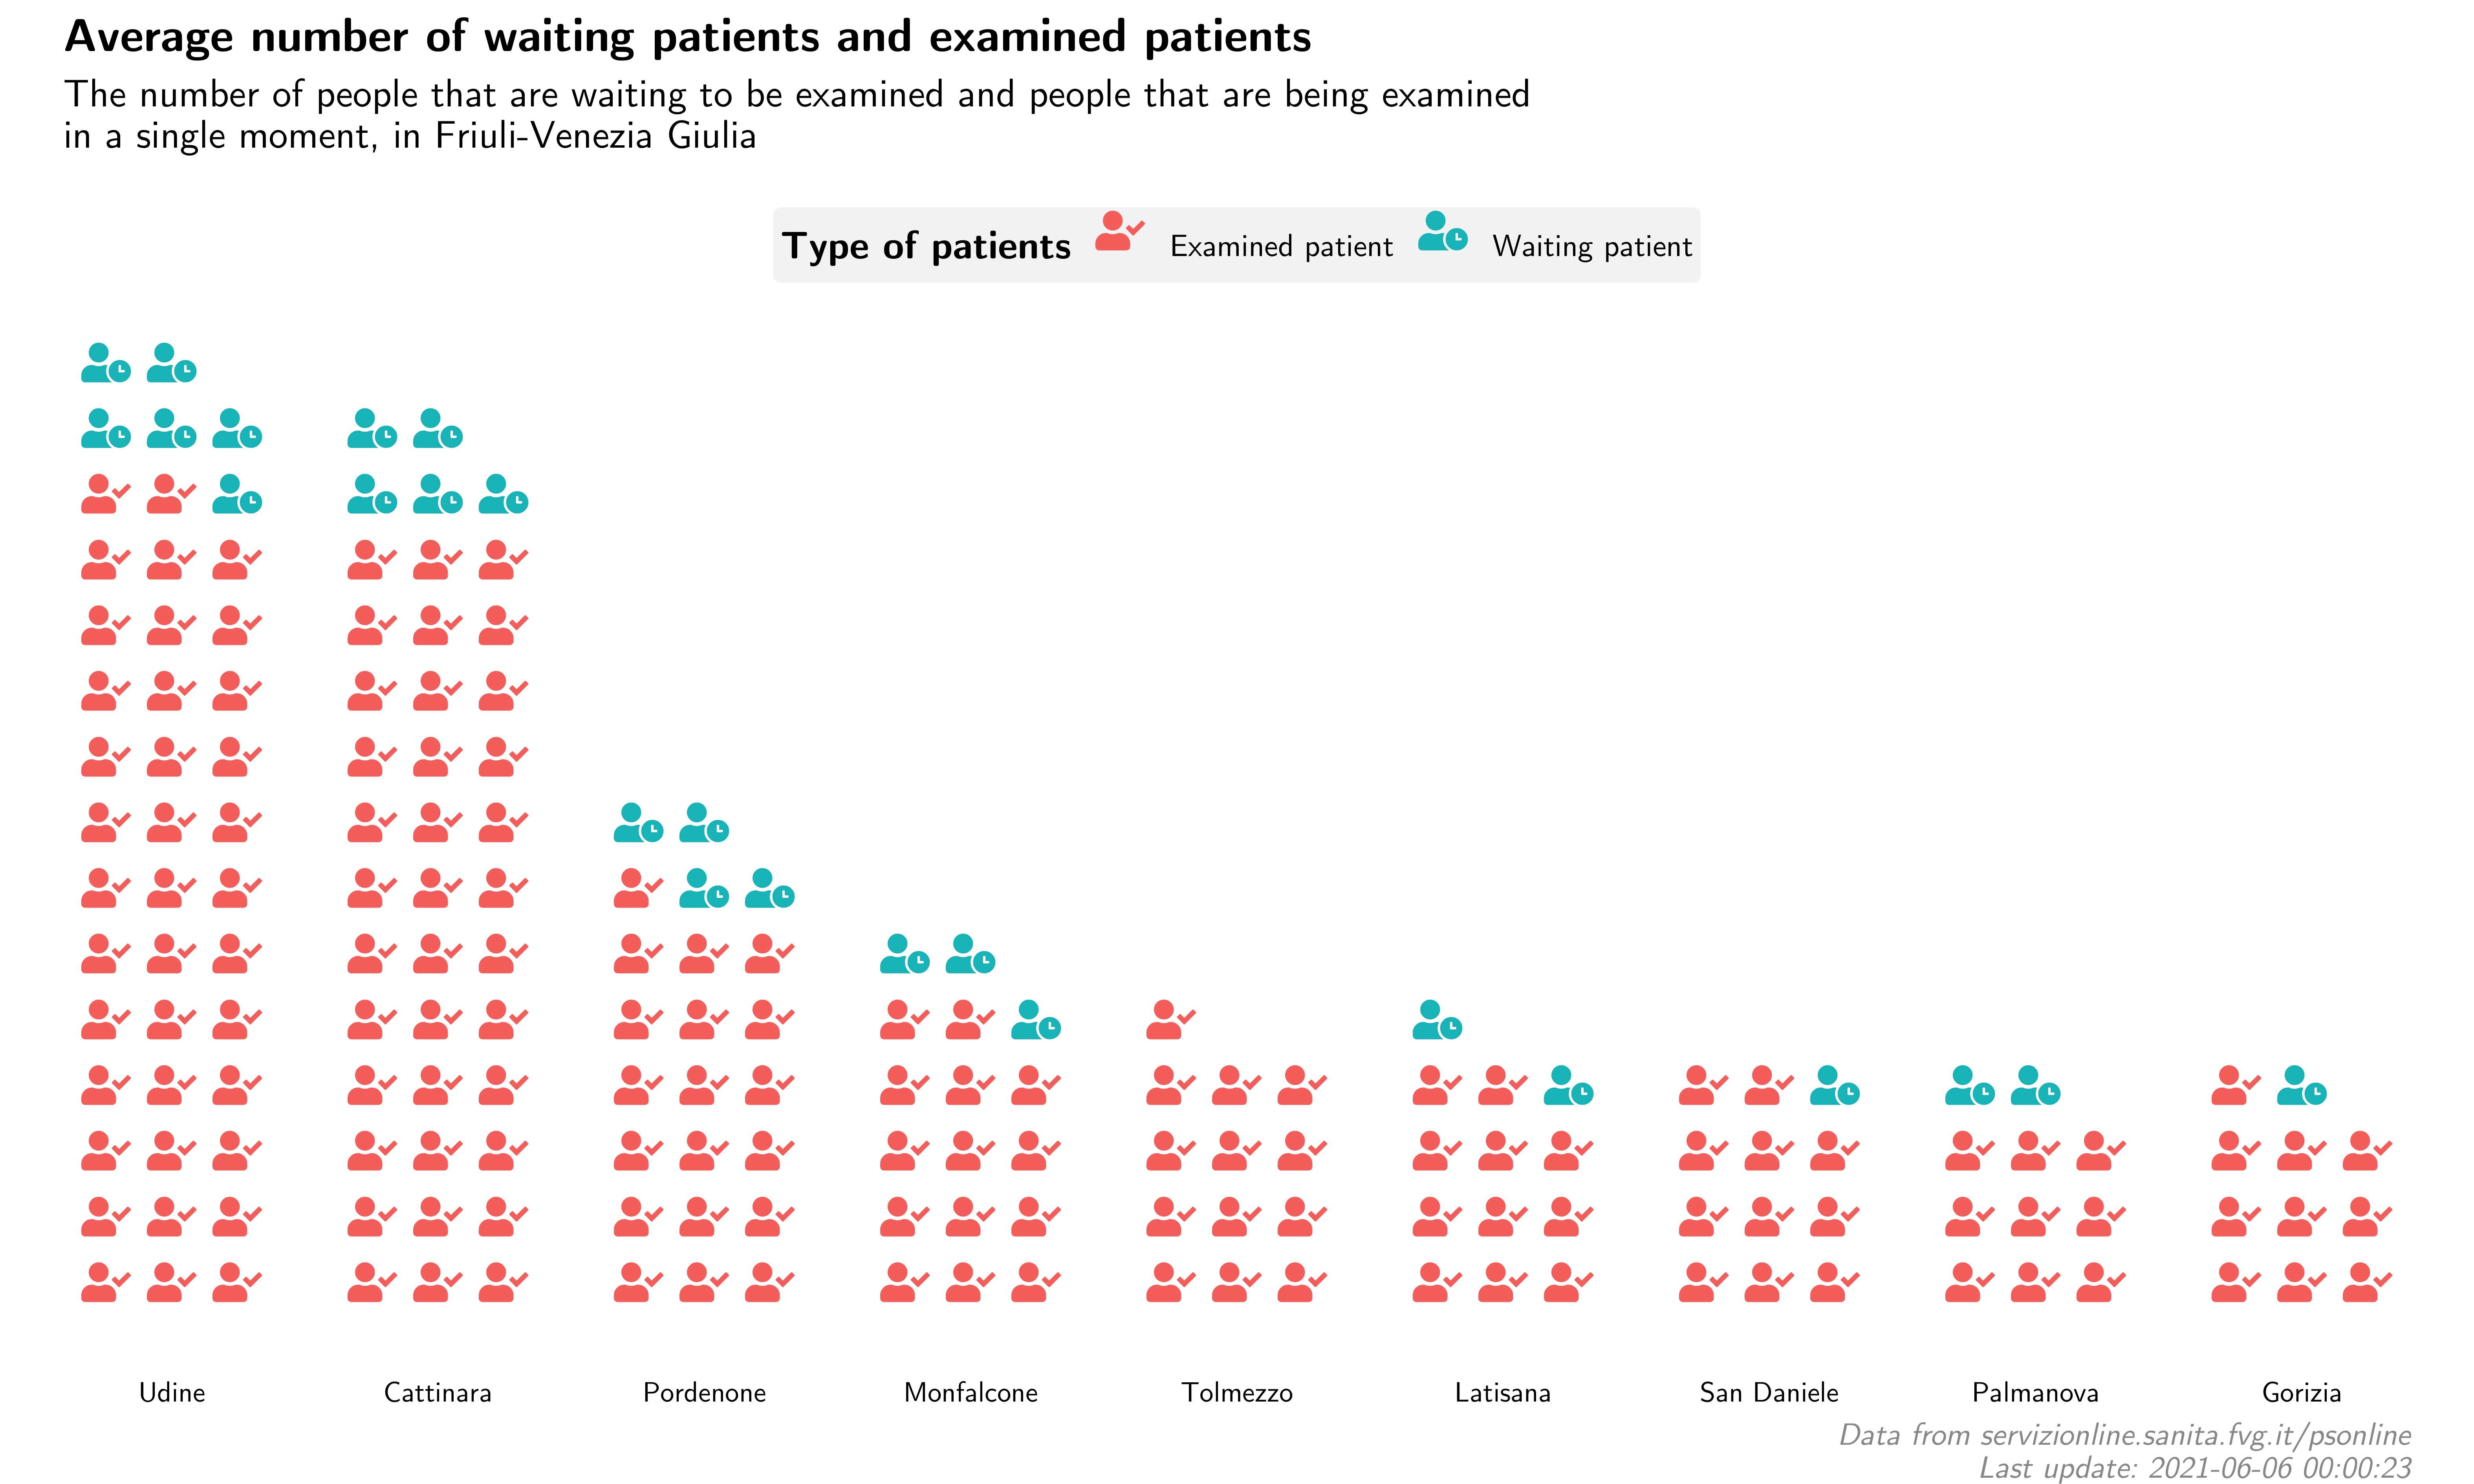 Average number of waiting patients and examined patients
The number of people that are waiting to be examined and people that are being examined
in a single moment, in Friuli-Venezia Giulia
Type of patients Examined patient Waiting patient
Udine Cattinara Pordenone Monfalcone Tolmezzo Latisana San Daniele Palmanova Gorizia
Data from servizionline.sanita.fvg.it/psonline
Last update: 2021-06-06 00:00:23